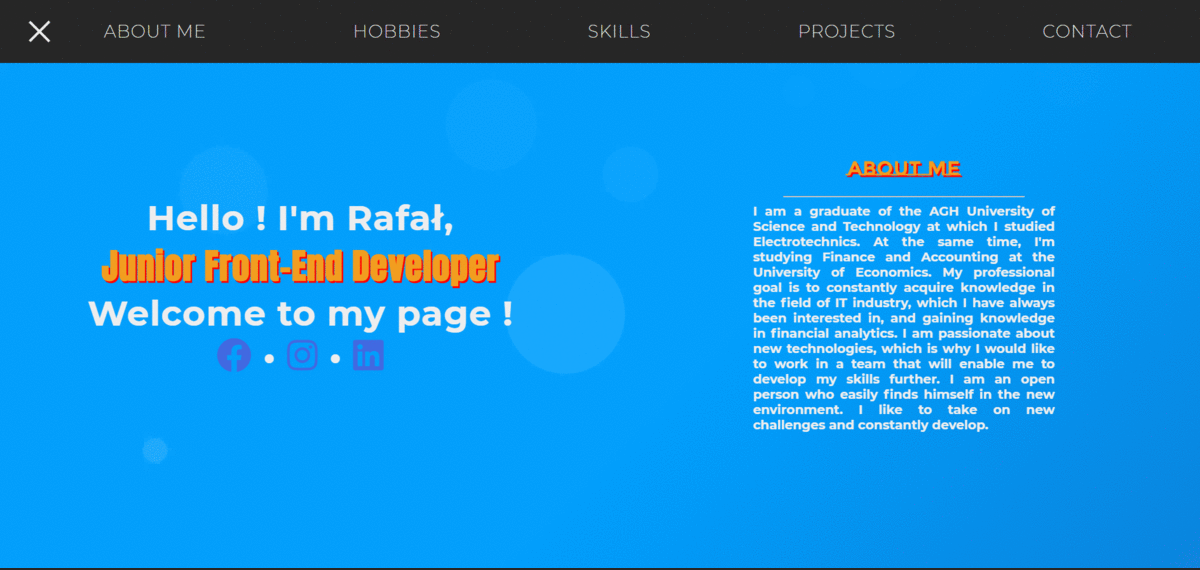 ABOUT ME
HOBBIES
SKILLS
PROJECTS
CONTACT
Hello ! I'm Rafał,
Junior Front-End Developer
Welcome to my page !
ABOUT ME
I am a graduate of the AGH University of
Science and Technology at which I studied
Electrotechnics. At the same time, I'm
studying Finance and Accounting at the
University of Economics. My professional
goal is to constantly acquire knowledge in
the field of IT industry, which I have always
been interested in, and gaining knowledge
in financial analytics. I am passionate about
new technologies, which is why I would like
to work in a team that will enable me to
develop my skills further. I am an open
person who easily finds himself in the new
environment. I like to take on new
challenges and constantly develop.